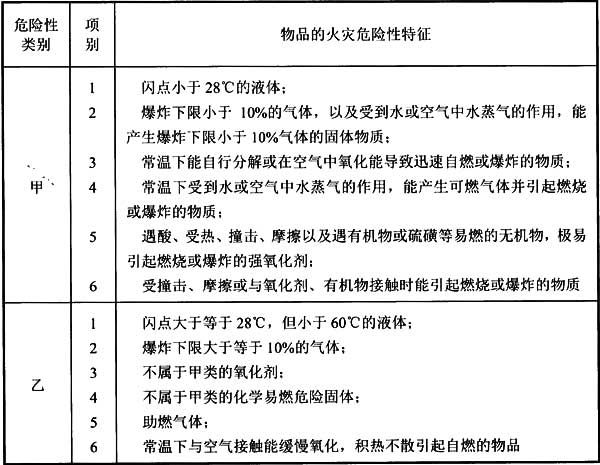 危险性类别 项别 物品的火灾危险性特征
甲
1 闪点小于28℃的液体；
2 爆炸下限小于 10%的气体，以及受到水或空气中水蒸气的作用，能
产生爆炸下限小于10%气体的固体物质；
3 常温下能自行分解或在空气中氧化能导致迅速自燃或爆炸的物质；
4 常温下受到水或空气中水蒸气的作用，能产生可燃气体并引起燃烧
或爆炸的物质；
5 遇酸、受热、撞击、摩擦以及遇有机物或硫磺等易燃的无机物，极易
引起燃烧或爆炸的强氧化剂；
6 受撞击、摩擦或与氧化剂、有机物接触时能引起燃烧或爆炸的物质
乙
1 闪点大于等于28℃，但小于60℃的液体；
2 爆炸下限大于等于10%的气体；
3 不属于甲类的氧化剂；
4 不属于甲类的化学易燃危险固体；
5 助燃气体；
6 常温下与空气接触能缓慢氧化，积热不散引起自燃的物品